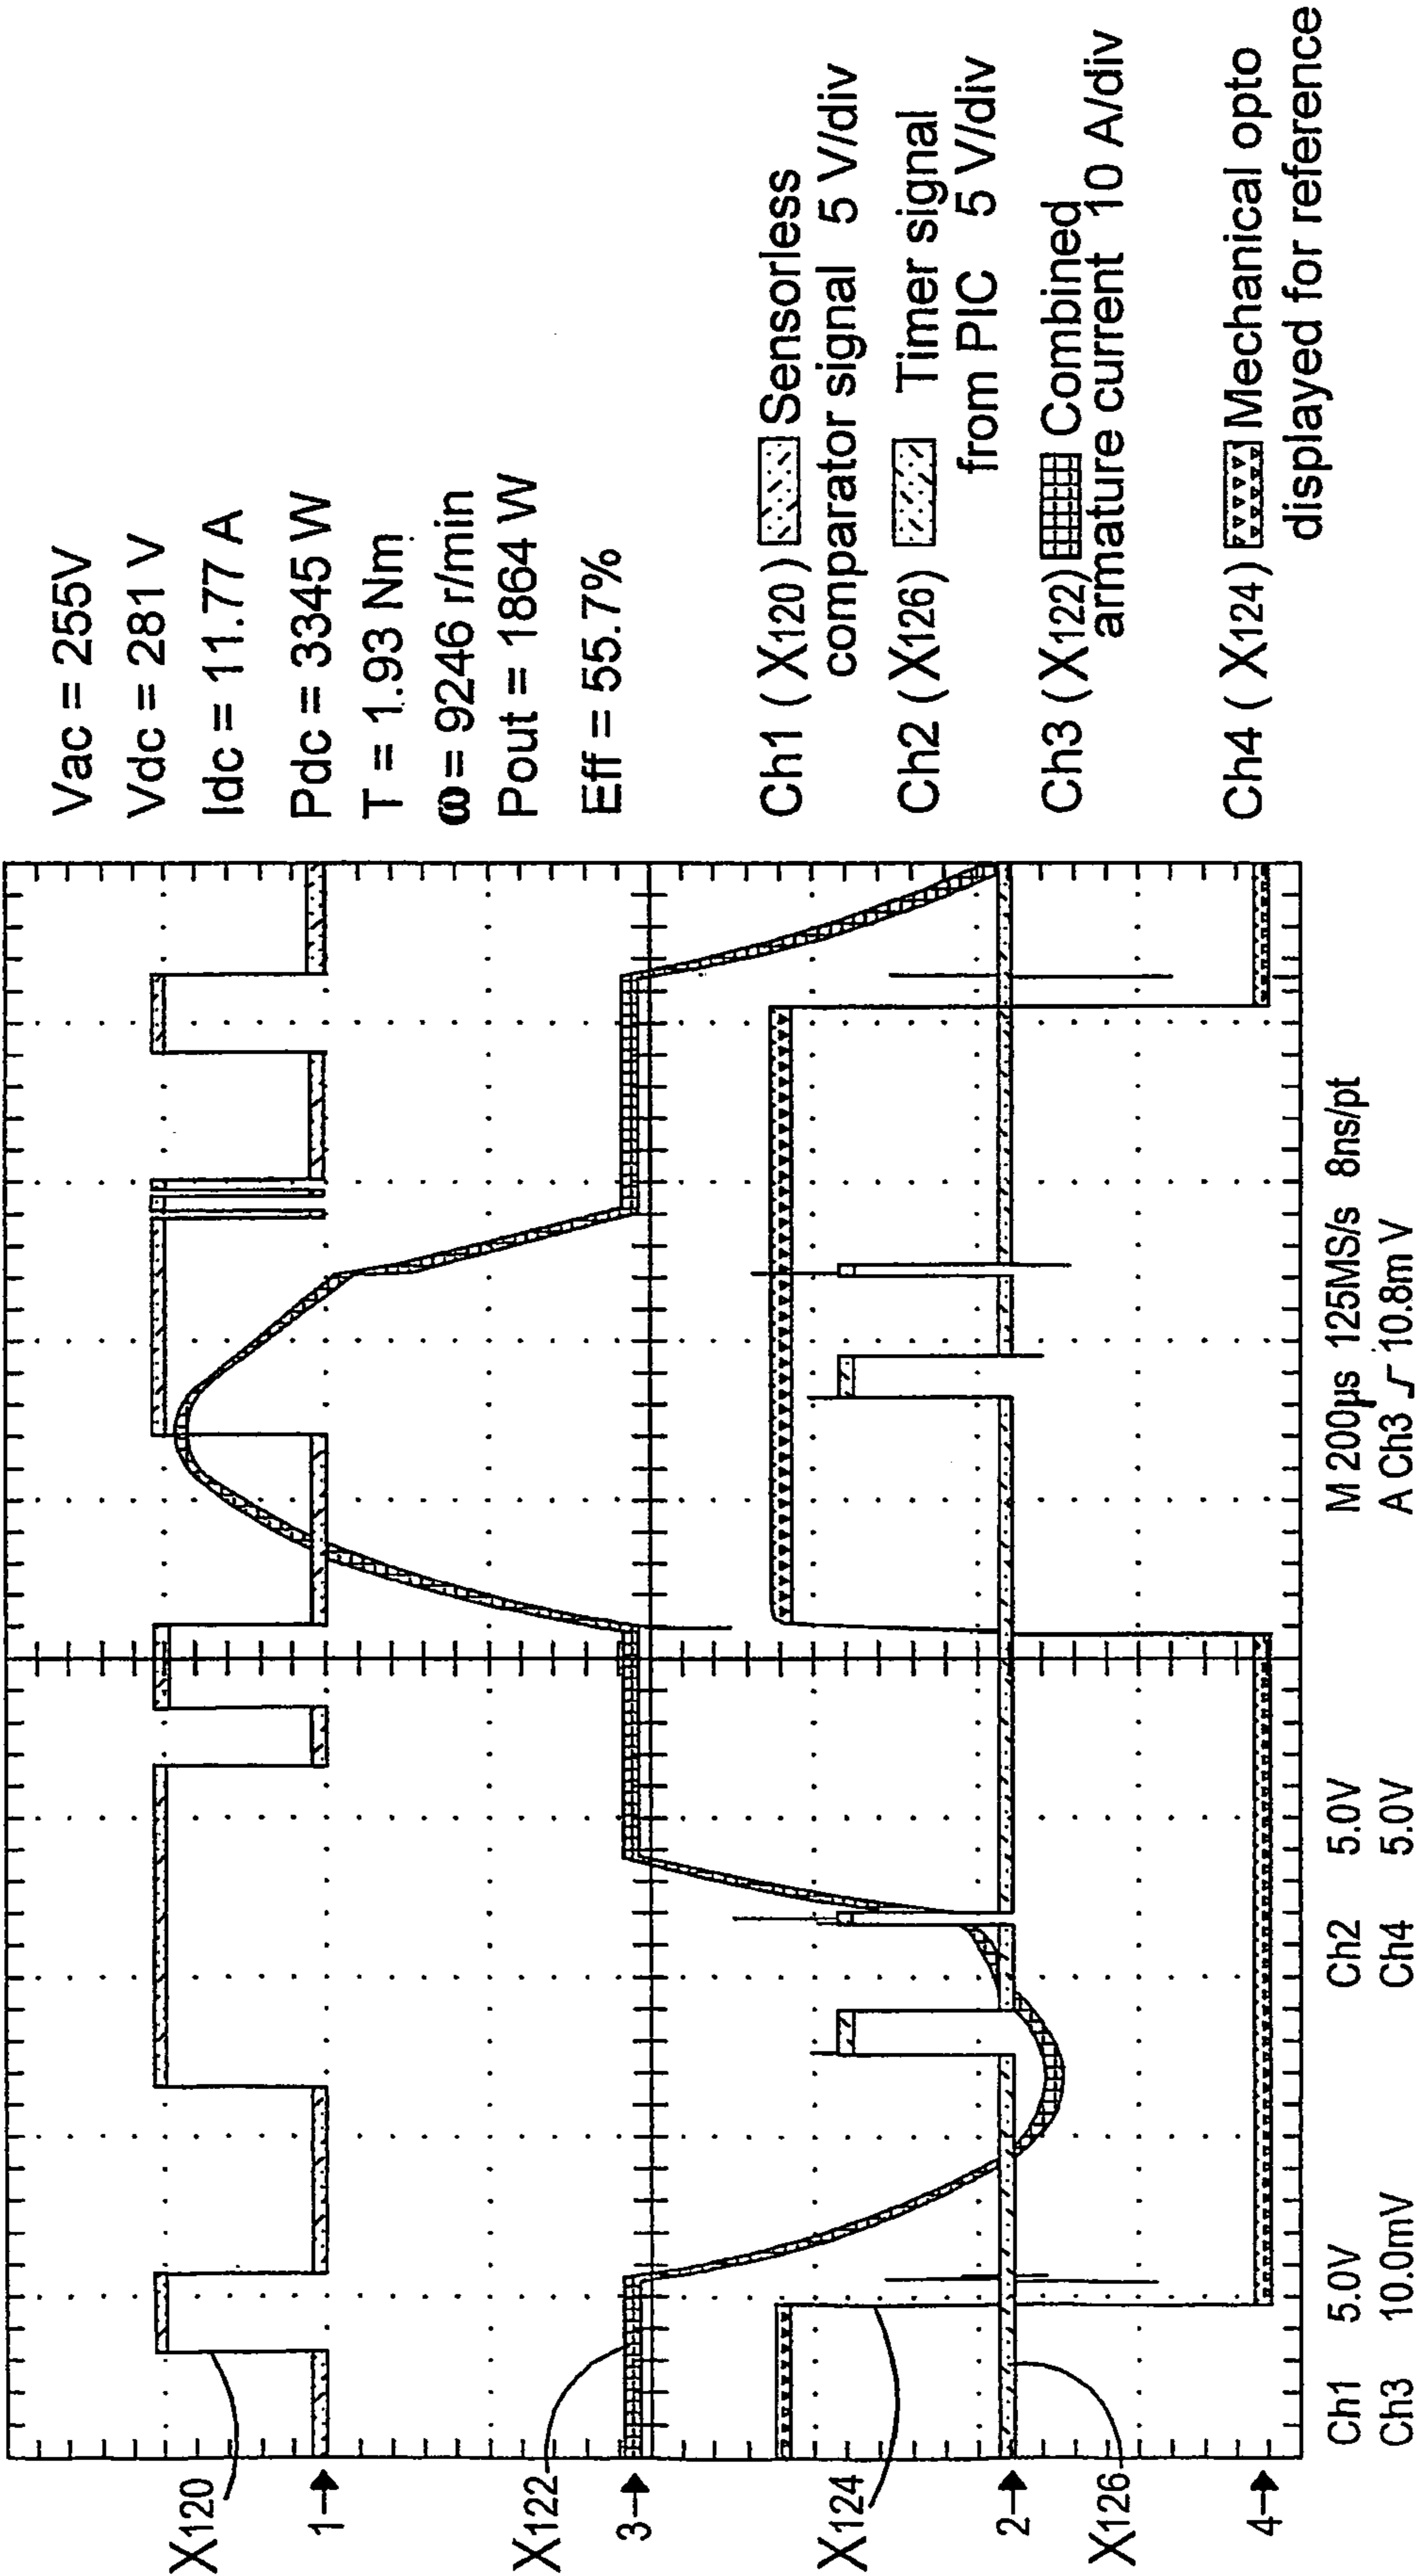 Vac = 255V
Vdc = 281 V
Idc = 11.77 A
Pdc = 3345 W
T = 1.93 Nm
ω = 9246 r/min
Pout = 1864 W
Eff = 55.7%
Ch1 ( X120 ) Sensorless
comparator signal 5 V/div
Ch2 ( X126 ) Timer signal
from PIC 5 V/div
Ch3 ( X122 ) Combined
armature current 10 A/div
Ch4 ( X124 ) Mechanical opto
displayed for reference
X120
1
X122
3
X124
2
X126
4
Ch1 5.0V Ch2 5.0V M 200µs 125MS/s 8ns/pt
Ch3 10.0mV Ch4 5.0V A Ch3 10.8m V